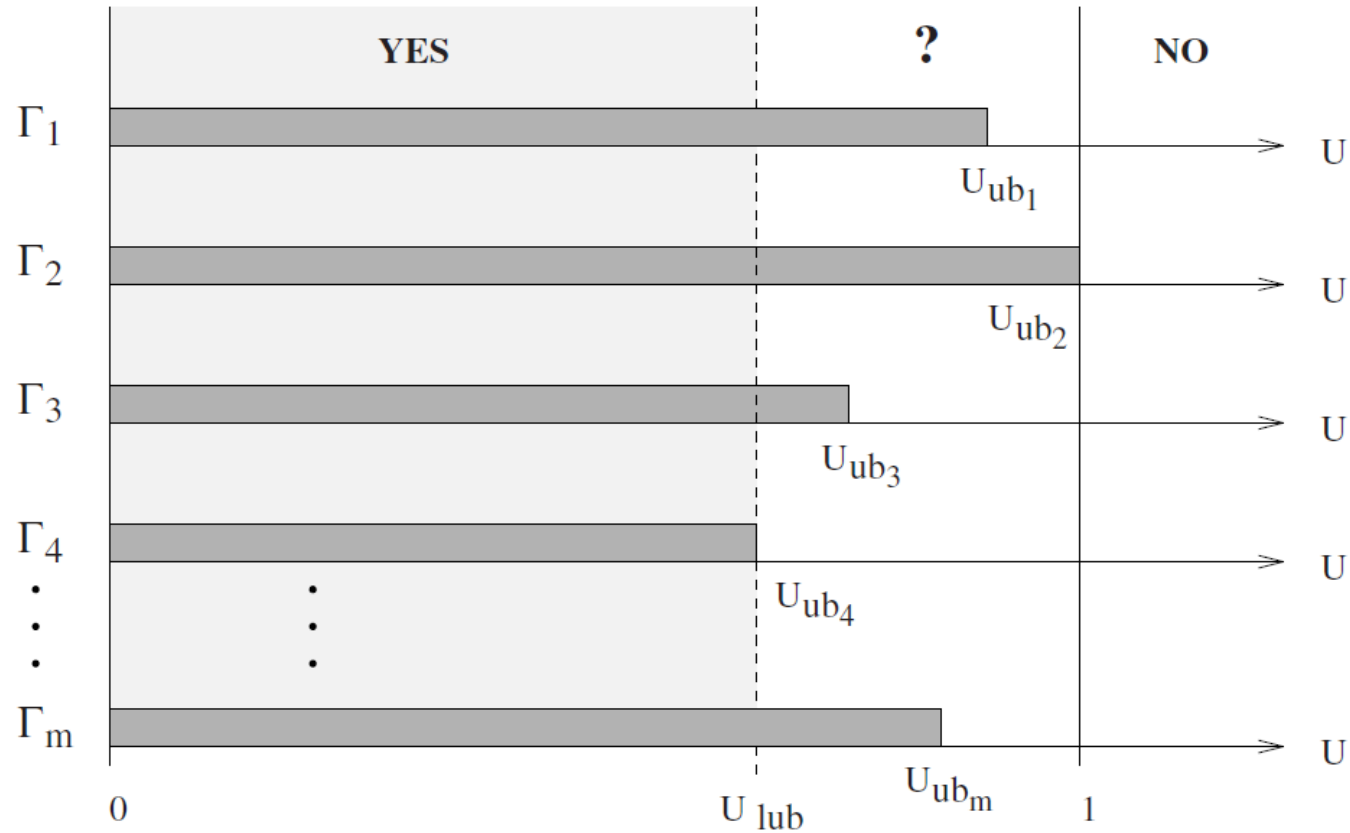 YES ? NO
Γ1 U
Uub1
Γ2 U
Uub2
Γ3 U
Uub3
Γ4 U
Uub4
Γm U
Uubm
0 Ulub 1